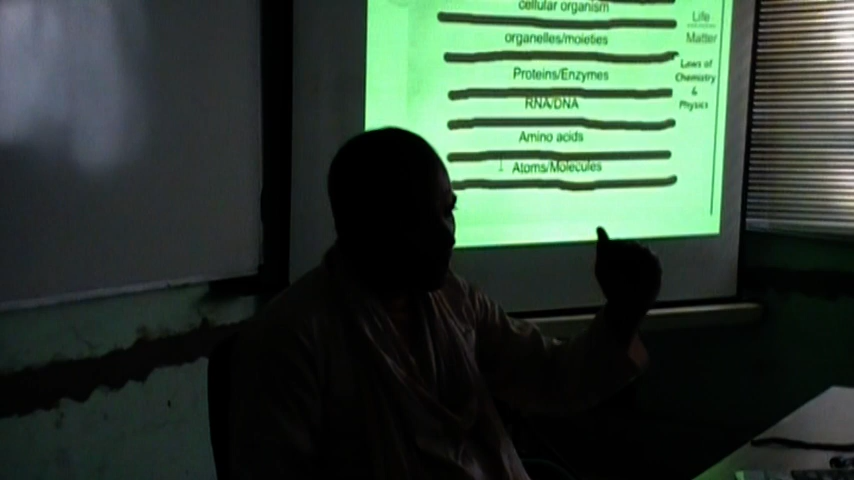 cellular organism
Life
organelles/moieties
Matter
Proteins/Enzymes
Laws of
Chemistry
&
Physics
RNA/DNA
Amino acids
Atoms/Molecules